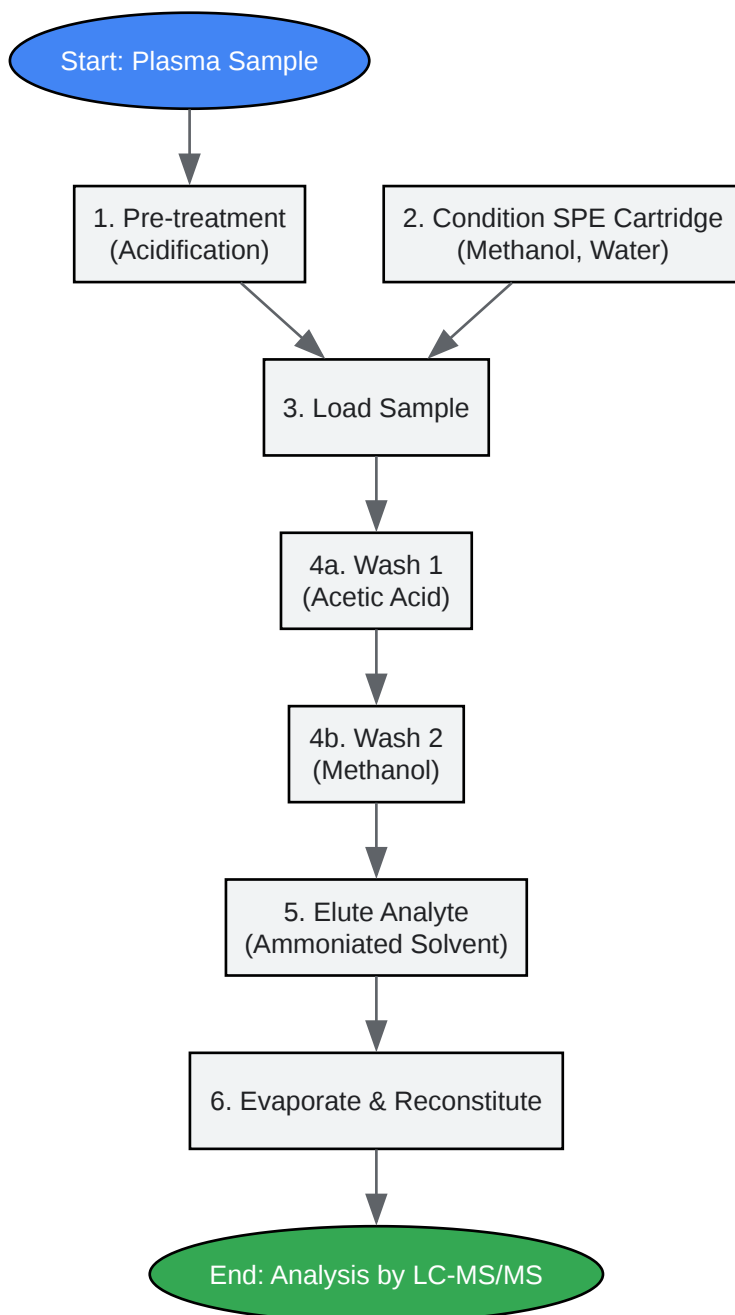 Start: Plasma Sample
1. Pre-treatment
(Acidification)
2. Condition SPE Cartridge
(Methanol, Water)
3. Load Sample
4a. Wash 1
(Acetic Acid)
4b. Wash 2
(Methanol)
5. Elute Analyte
(Ammoniated Solvent)
6. Evaporate & Reconstitute
End: Analysis by LC-MS/MS